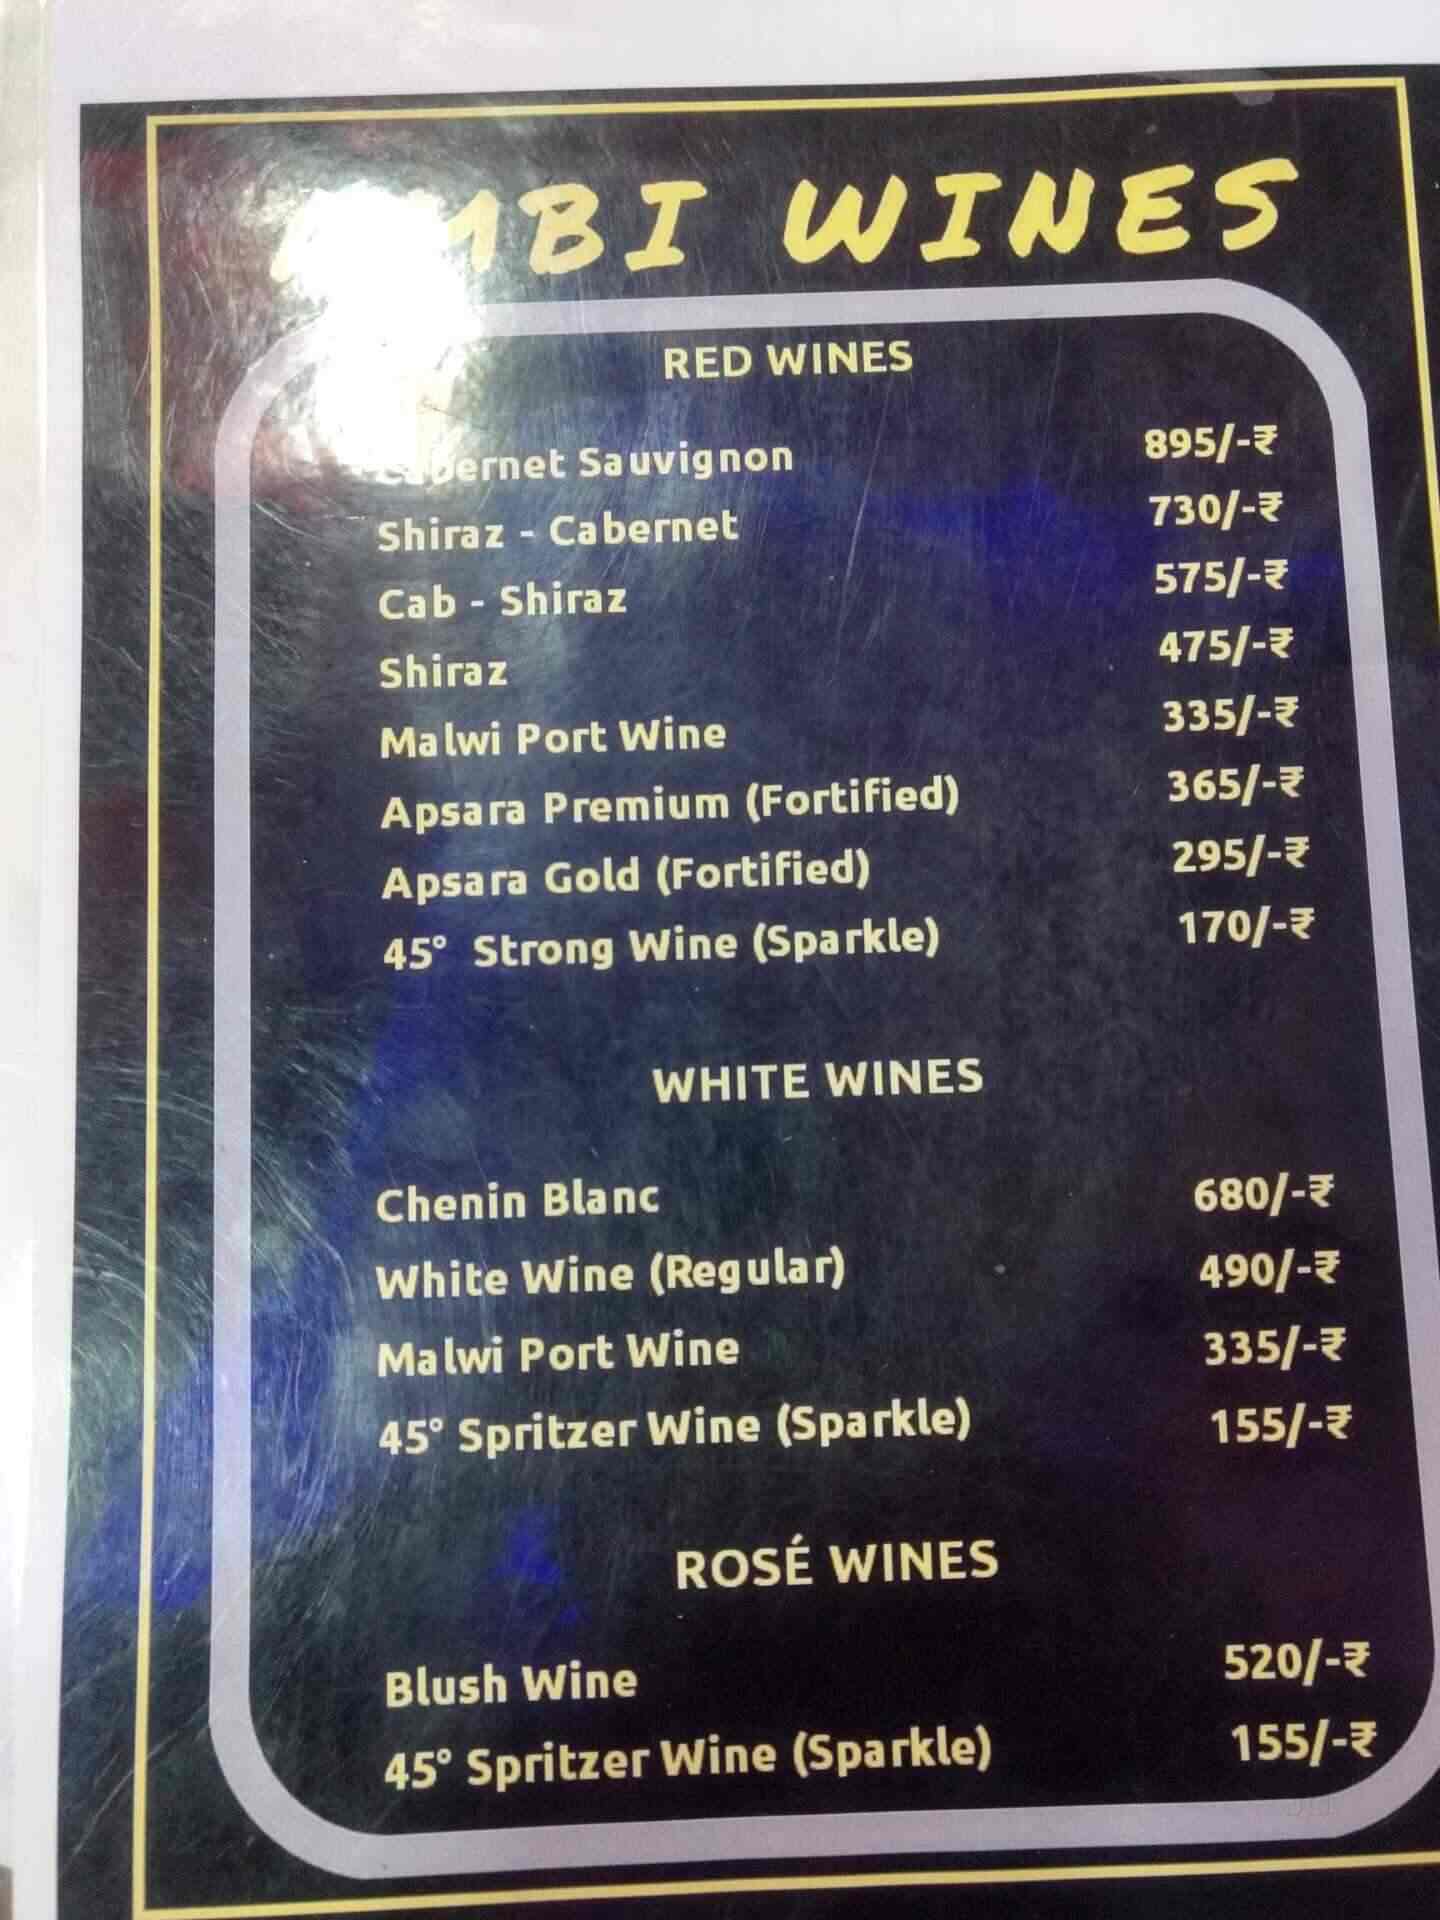 AMBI WINES
RED WINES
Cabernet Sauvignon 895/-₹
Shiraz - Cabernet 730/-₹
Cab - Shiraz 575/-₹
Shiraz 475/-₹
Malwi Port Wine 335/-₹
Apsara Premium (Fortified) 365/-₹
Apsara Gold (Fortified) 295/-₹
45° Strong Wine (Sparkle) 170/-₹
WHITE WINES
Chenin Blanc 680/-₹
White Wine (Regular) 490/-₹
Malwi Port Wine 335/-₹
45° Spritzer Wine (Sparkle) 155/-₹
ROSÉ WINES
Blush Wine 520/-₹
45° Spritzer Wine (Sparkle) 155/-₹